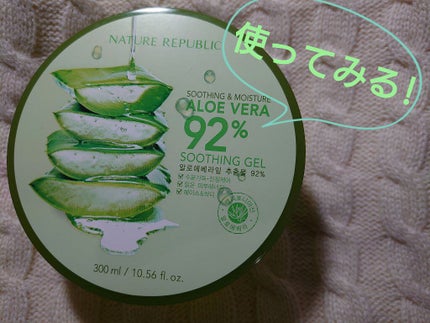 NATURE REPUBLIC
使ってみる!
SOOTHING & MOISTURE
ALOE VERA
92%
SOOTHING GEL
알로에베라잎 추출물 92%
300 ml / 10.56 fl. oz.